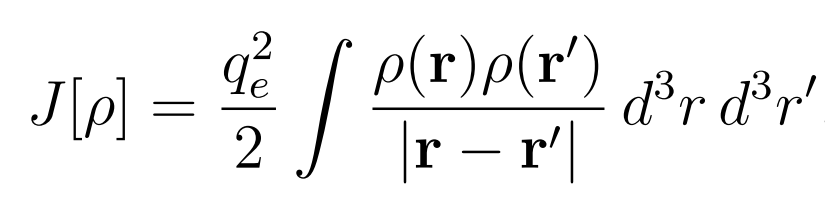 J[ρ] = \frac{q_e^2}{2} \int \frac{ρ(\mathbf{r})ρ(\mathbf{r}')}{|\mathbf{r} - \mathbf{r}'|} d^3r d^3r'